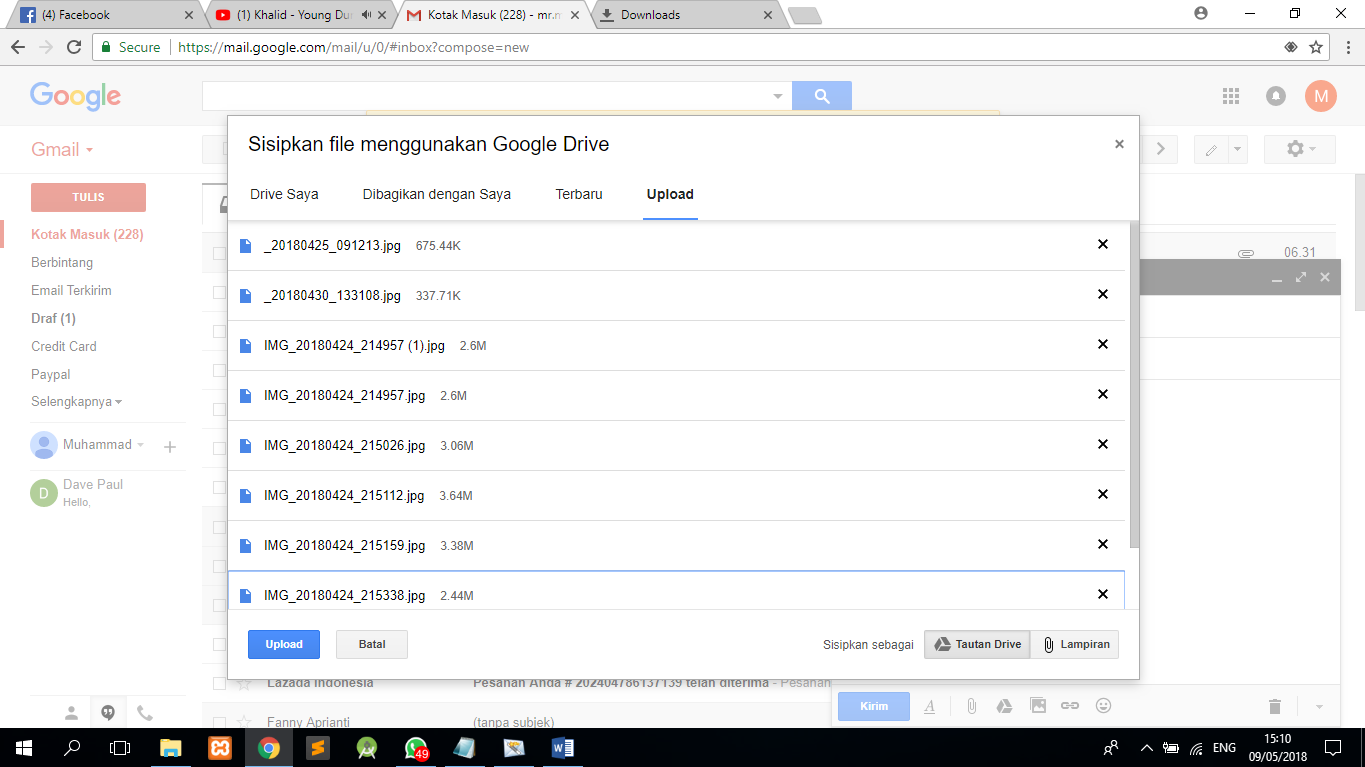 (4) Facebook
(1) Khalid - Young Du
Kotak Masuk (228) - mr.m
Downloads
Secure https://mail.google.com/mail/u/0/#inbox?compose=new
Google
M
Gmail
TULIS
Kotak Masuk (228)
Berbintang
Email Terkirim
Draf (1)
Credit Card
Paypal
Selengkapnya
Muhammad
D
Dave Paul
Hello,
Sisipkan file menggunakan Google Drive
Drive Saya Dibagikan dengan Saya Terbaru Upload
_20180425_091213.jpg 675.44K
_20180430_133108.jpg 337.71K
IMG_20180424_214957 (1).jpg 2.6M
IMG_20180424_214957.jpg 2.6M
IMG_20180424_215026.jpg 3.06M
IMG_20180424_215112.jpg 3.64M
IMG_20180424_215159.jpg 3.38M
IMG_20180424_215338.jpg 2.44M
Upload Batal Sisipkan sebagai Tautan Drive Lampiran
06.31
Lazada Indonesia Pesanan Anda # 202404786137139 telah diterima - Pesanan
Fanny Aprianti (tanpa subjek)
Kirim
49
ENG
15:10
09/05/2018